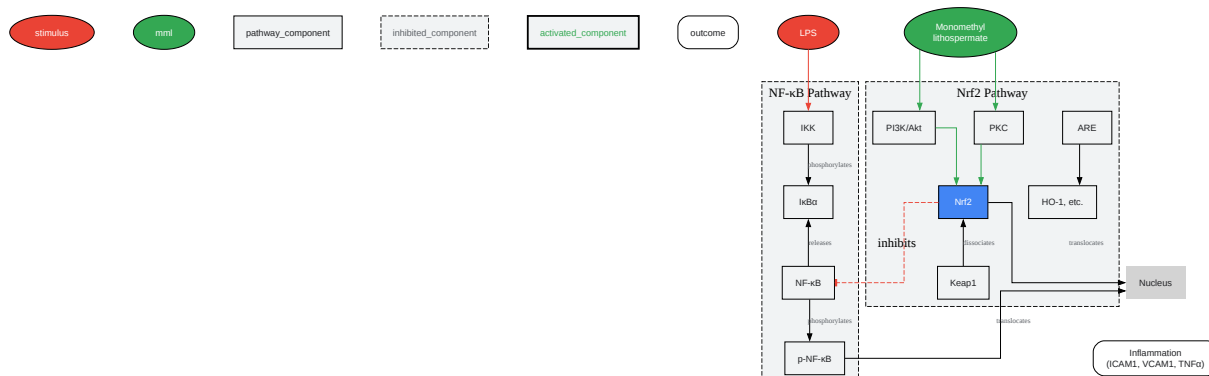 stimulus
mml
pathway_component
inhibited_component
activated_component
outcome
LPS
Monomethyl
lithospermate
NF-κB Pathway
Nrf2 Pathway
IKK
PI3K/Akt
PKC
ARE
phosphorylates
IκBα
Nrf2
HO-1, etc.
releases
inhibits
dissociates
translocates
NF-κB
Keap1
Nucleus
phosphorylates
translocates
p-NF-κB
Inflammation
(ICAM1, VCAM1, TNFα)